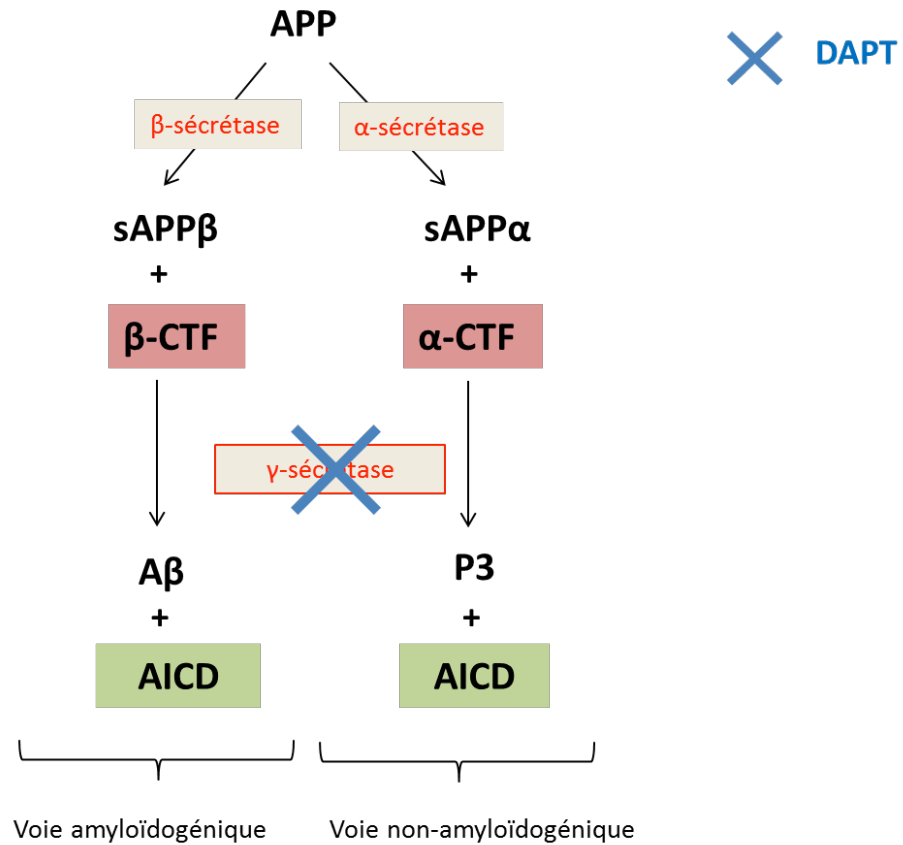 APP
DAPT
β-sécrétase
α-sécrétase
sAPPβ
sAPPα
+
+
β-CTF
α-CTF
γ-sécrétase
Aβ
P3
+
+
AICD
AICD
Voie amyloïdogénique
Voie non-amyloïdogénique